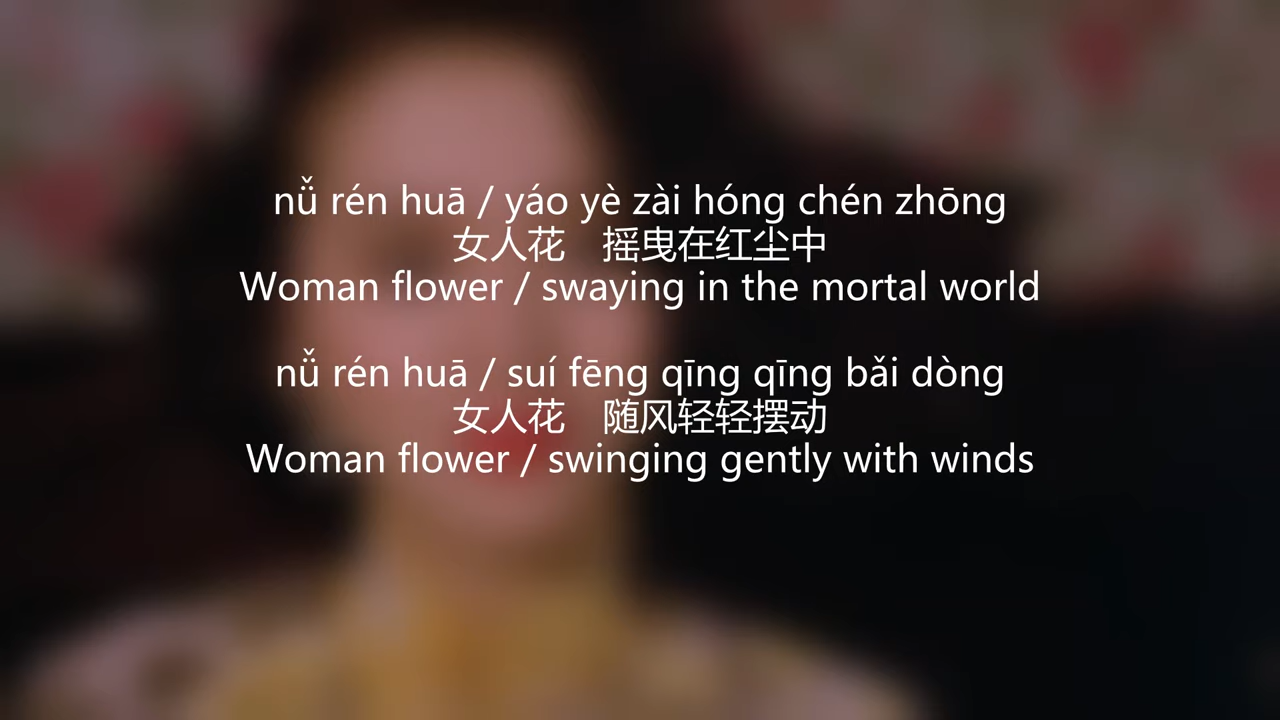 nǚ rén huā / yáo yè zài hóng chén zhōng
女人花　摇曳在红尘中
Woman flower / swaying in the mortal world
nǚ rén huā / suí fēng qīng qīng bǎi dòng
女人花　随风轻轻摆动
Woman flower / swinging gently with winds